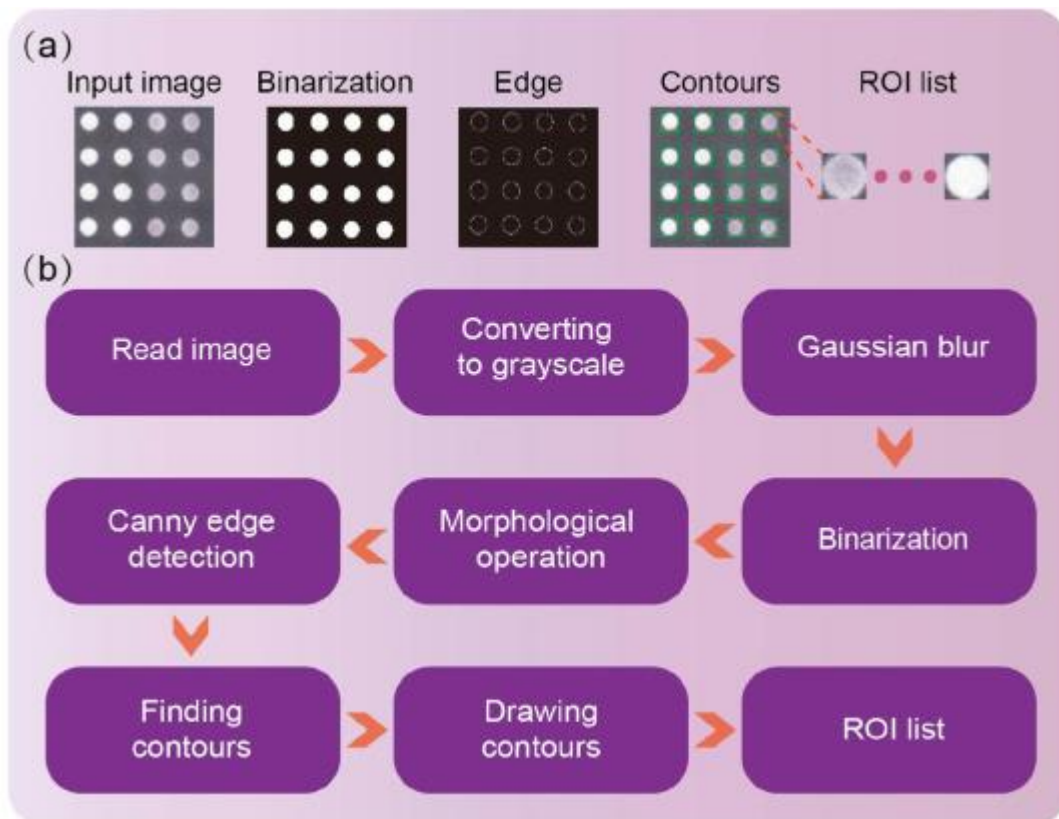 (a)
Input image Binarization Edge Contours ROI list
(b)
Read image
Converting
to grayscale
Gaussian blur
Binarization
Morphological
operation
Canny edge
detection
Finding
contours
Drawing
contours
ROI list